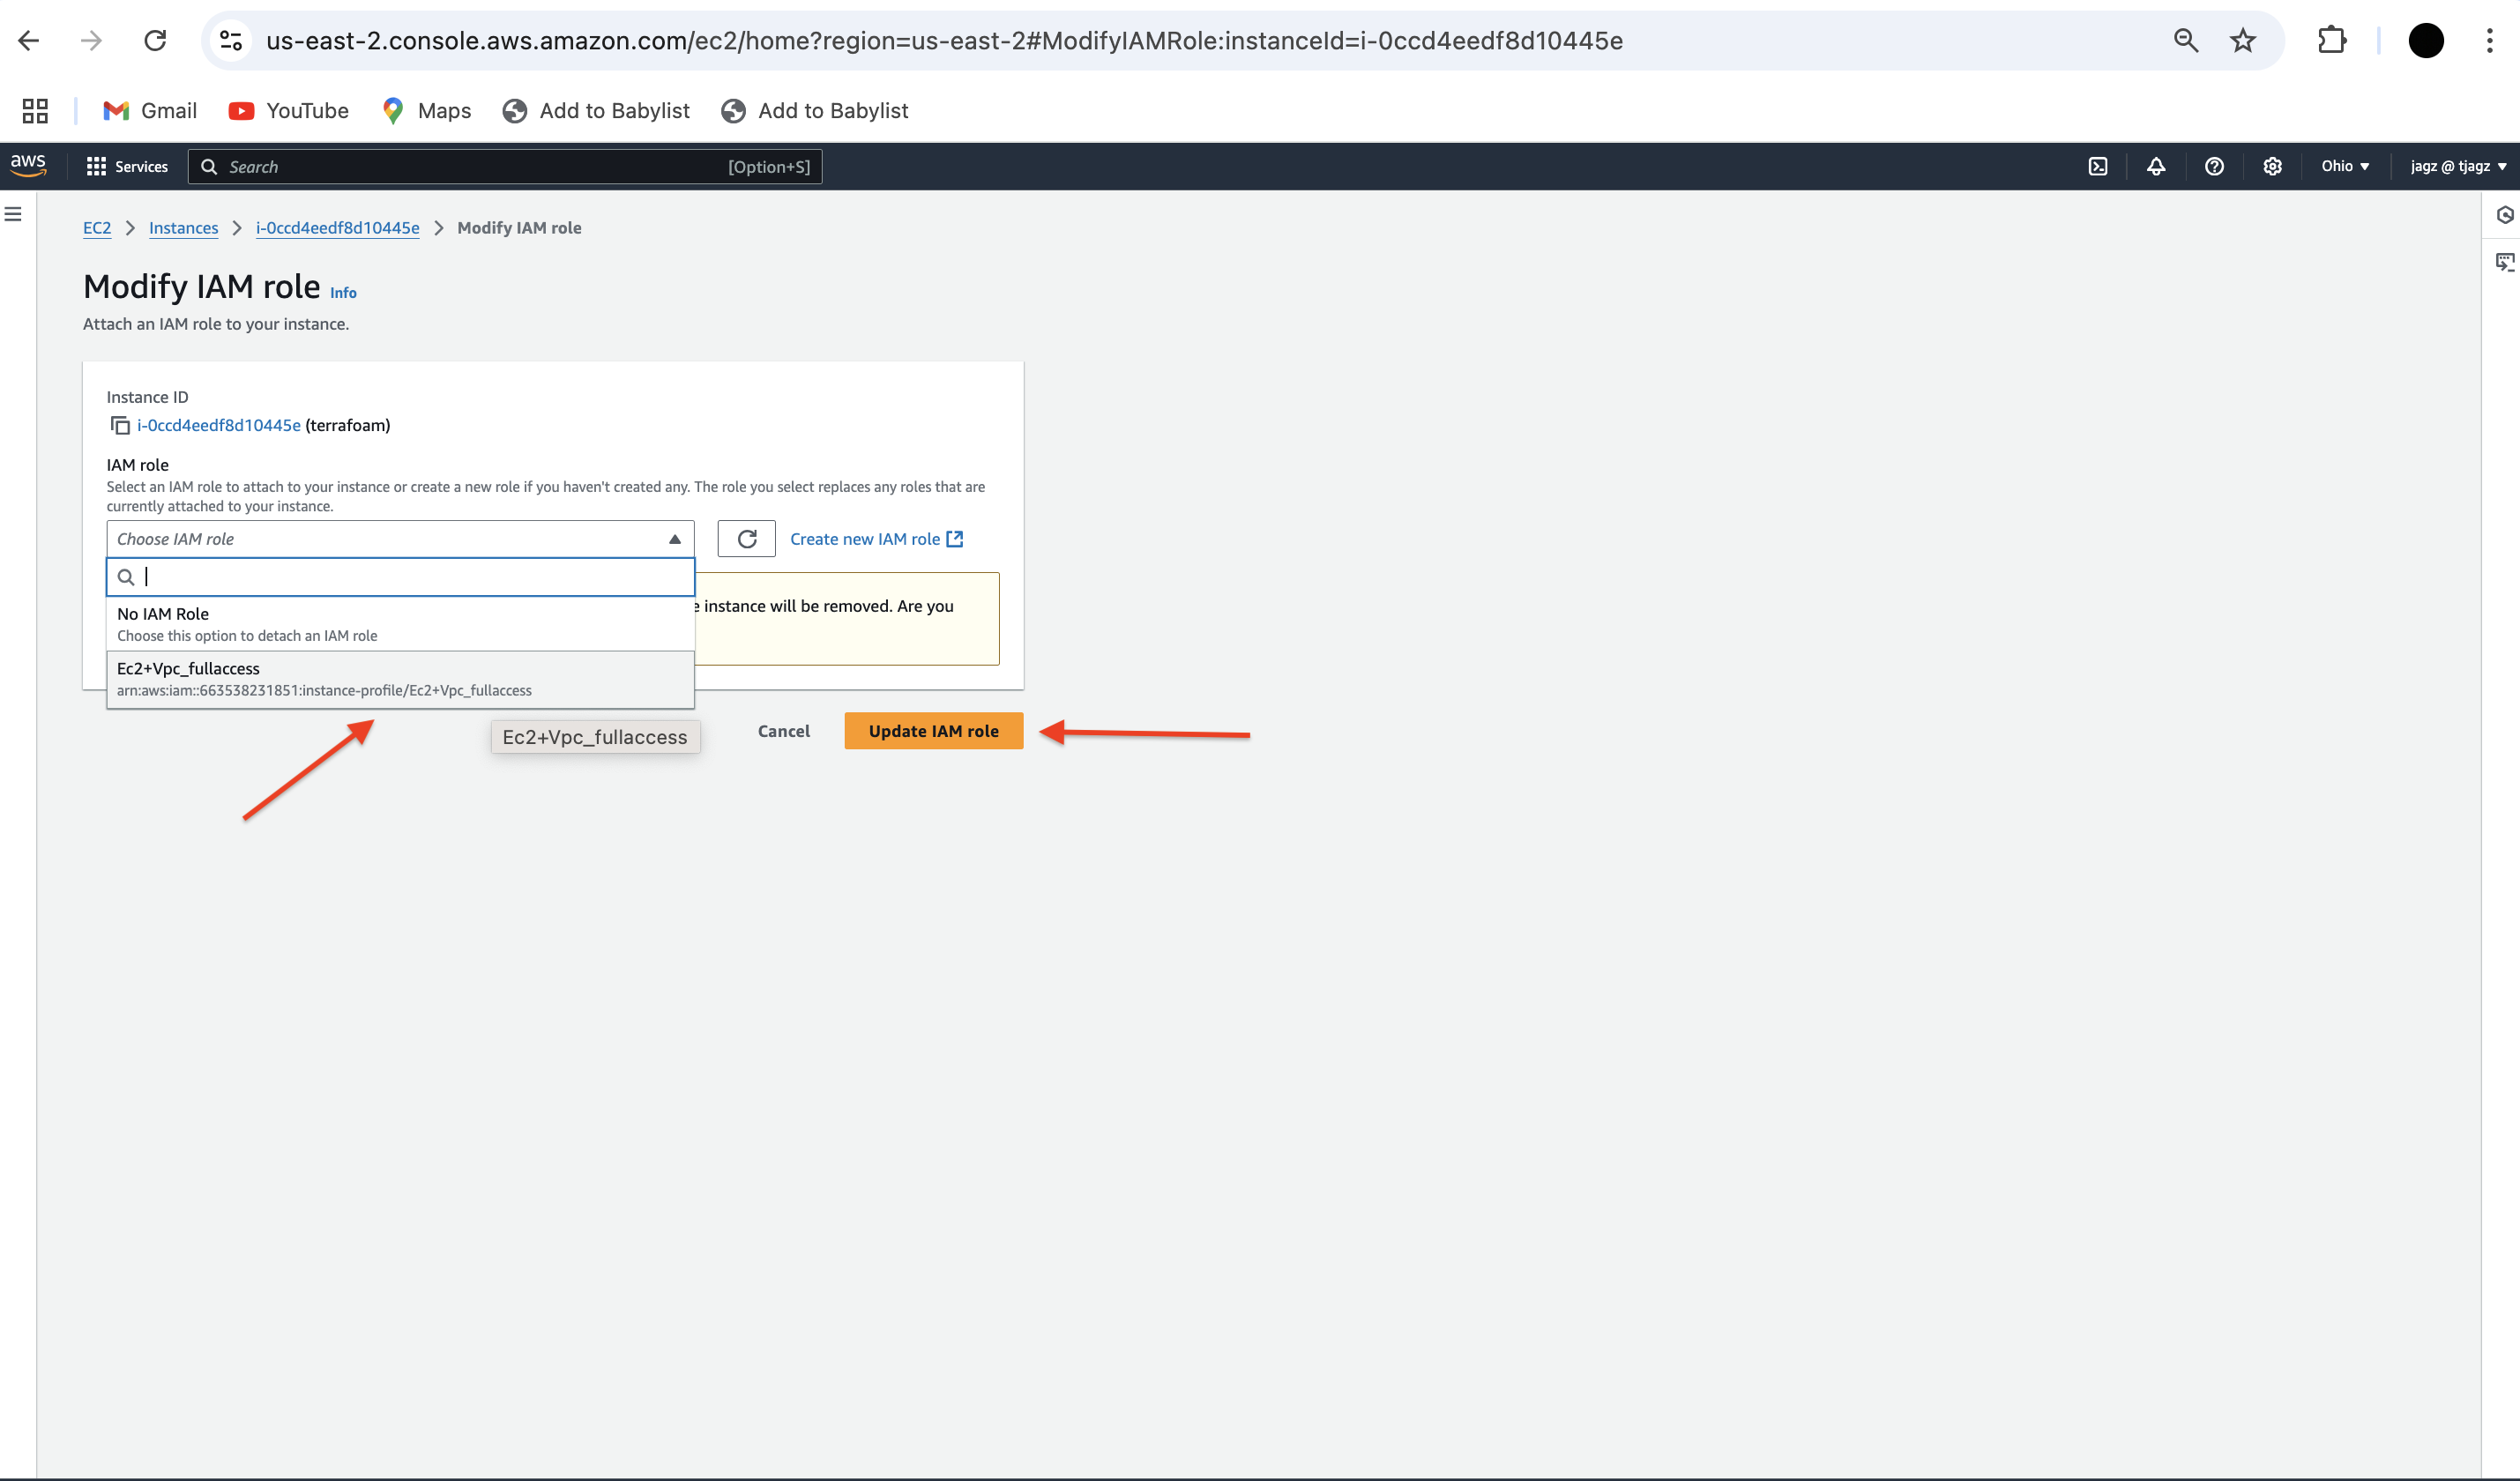 us-east-2.console.aws.amazon.com/ec2/home?region=us-east-2#ModifyIAMRole:instanceId=i-0ccd4eedf8d10445e
Gmail YouTube Maps Add to Babylist Add to Babylist
aws Services Search [Option+S] Ohio jagz @ tjagz
EC2 Instances i-0ccd4eedf8d10445e Modify IAM role
Modify IAM role Info
Attach an IAM role to your instance.
Instance ID
i-0ccd4eedf8d10445e (terrafoam)
IAM role
Select an IAM role to attach to your instance or create a new role if you haven't created any. The role you select replaces any roles that are
currently attached to your instance.
Choose IAM role Create new IAM role
No IAM Role
e instance will be removed. Are you
Choose this option to detach an IAM role
Ec2+Vpc_fullaccess
arn:aws:iam::663538231851:instance-profile/Ec2+Vpc_fullaccess
Ec2+Vpc_fullaccess Cancel Update IAM role